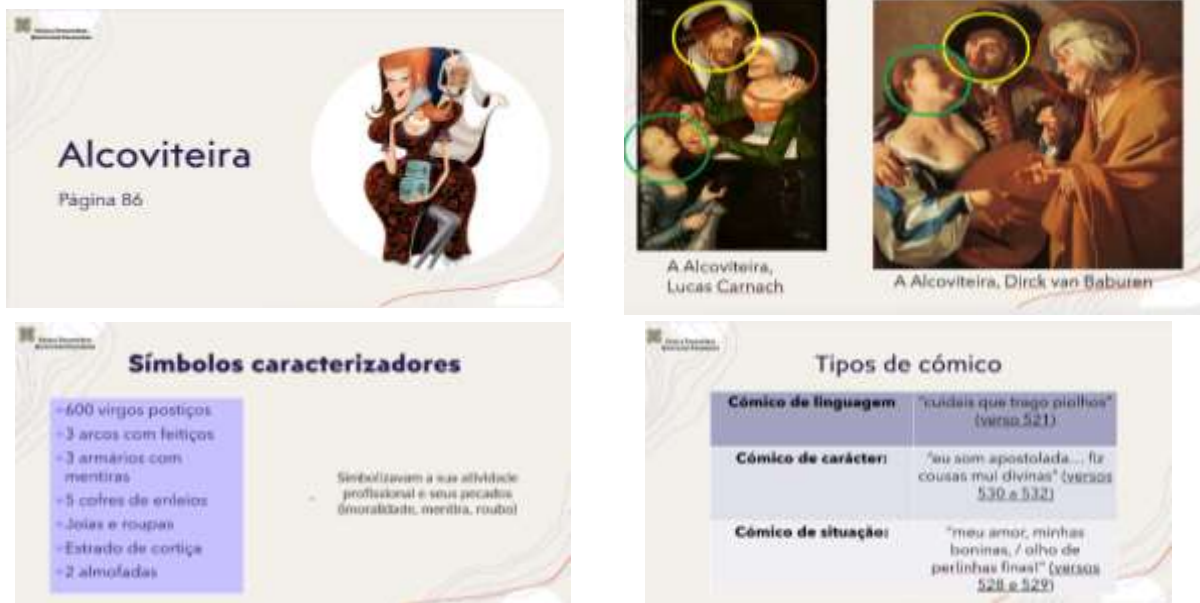 Alcoviteira
Página 86
A Alcoviteira,
Lucas Carnach
A Alcoviteira, Dirck van Baburen
Símbolos caracterizadores
600 virgos postiços
3 arcos com feitiços
3 armários com
mentiras
5 cofres de enleios
Joias e roupas
Estrado de cortiça
2 almofadas
Simbolizavam a sua atividade
profissional e seus pecados
(imoralidade, mentira, roubo)
Tipos de cómico
Cómico de linguagem
"cuidais que trago piolhos"
(verso 521)
Cómico de carácter:
"eu som apostolada... fiz
cousas mui divinas" (versos
530 e 532)
Cómico de situação:
"meu amor, minhas
boninas, / olho de
perlinhas finas!" (versos
528 e 529)